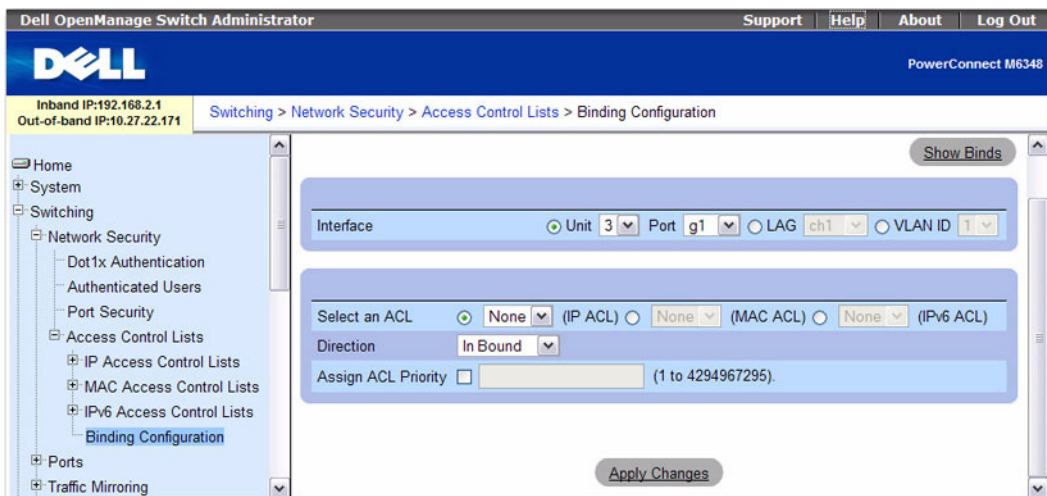 Dell OpenManage Switch Administrator Support Help About Log Out
DELL
PowerConnect M6348
Inband IP:192.168.2.1
Out-of-band IP:10.27.22.171
Switching > Network Security > Access Control Lists > Binding Configuration
Home
System
Switching
Network Security
Dot1x Authentication
Authenticated Users
Port Security
Access Control Lists
IP Access Control Lists
MAC Access Control Lists
IPv6 Access Control Lists
Binding Configuration
Ports
Traffic Mirroring
Show Binds
Interface Unit 3 Port g1 LAG ch1 VLAN ID 1
Select an ACL None (IP ACL) None (MAC ACL) None (IPv6 ACL)
Direction In Bound
Assign ACL Priority (1 to 4294967295).
Apply Changes